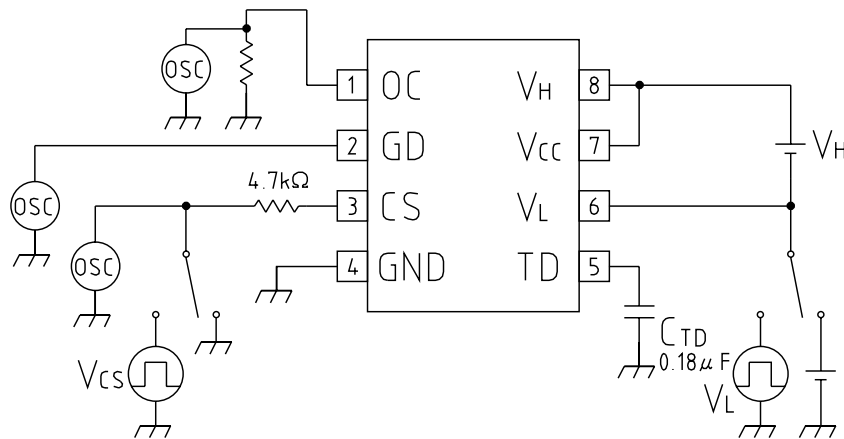 OSC
1 OC VH 8
2 GD VCC 7 VH
4.7kΩ
3 CS VL 6
OSC
OSC
4 GND TD 5
CTD
0.18μF
VCS
VL